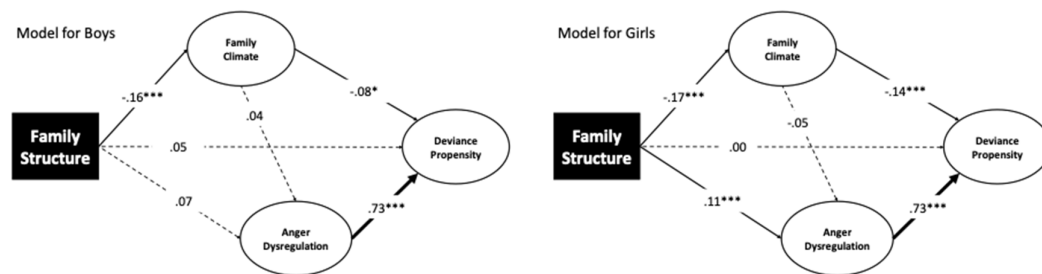 Model for Boys
Family
Climate
-.16***
-.08*
.04
Family
Structure
.05
Deviance
Propensity
.07
.73***
Anger
Dysregulation
Model for Girls
Family
Climate
-.17***
-.14***
-.05
Family
Structure
.00
Deviance
Propensity
.11***
.73***
Anger
Dysregulation